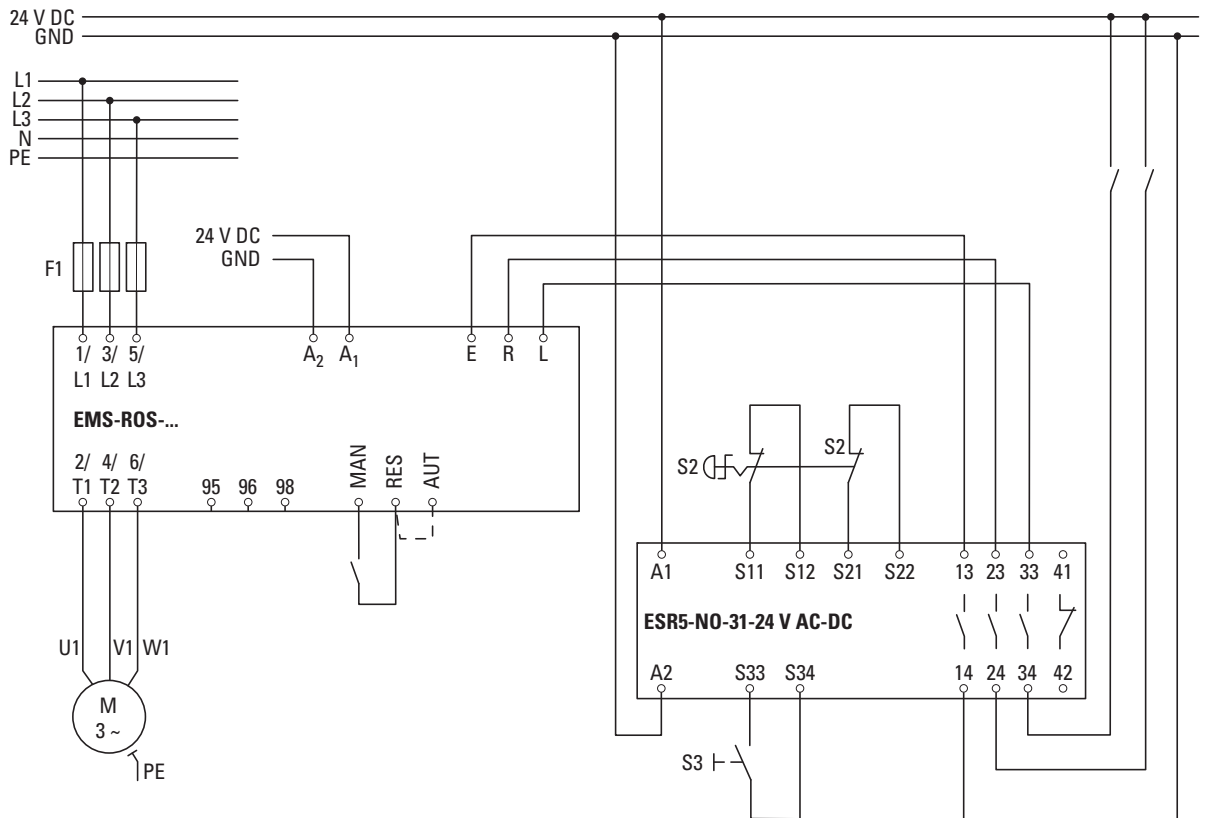 24 V DC
GND
L1
L2
L3
N
PE
24 V DC
GND
F1
1/ 3/ 5/
L1 L2 L3
A2 A1
E R L
EMS-ROS-...
2/ 4/ 6/
T1 T2 T3
95 96 98
MAN RES AUT
S2 S2
A1 S11 S12 S21 S22 13 23 33 41
ESR5-NO-31-24 V AC-DC
A2 S33 S34 14 24 34 42
U1 V1 W1
M
3 ~
PE
S3